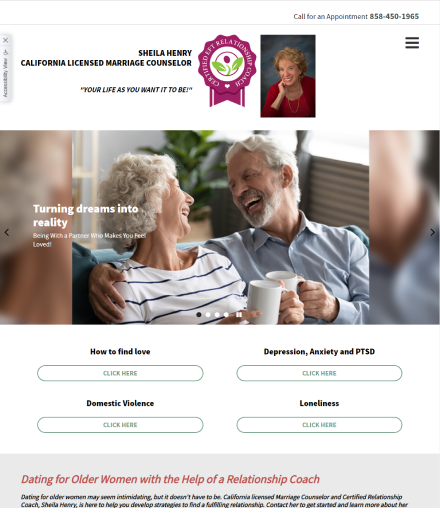 Call for an Appointment 858-450-1965
Accessibility View
SHEILA HENRY
CALIFORNIA LICENSED MARRIAGE COUNSELOR
"YOUR LIFE AS YOU WANT IT TO BE!"
CERTIFIED EFT RELATIONSHIP COACH
Turning dreams into
reality
Being With a Partner Who Makes You Feel
Loved!
How to find love
Depression, Anxiety and PTSD
CLICK HERE
CLICK HERE
Domestic Violence
Loneliness
CLICK HERE
CLICK HERE
Dating for Older Women with the Help of a Relationship Coach
Dating for older women may seem intimidating, but it doesn't have to be. California licensed Marriage Counselor and Certified Relationship
Coach, Sheila Henry, is here to help you develop strategies to find a fulfilling relationship. Contact her to get started and learn more about her